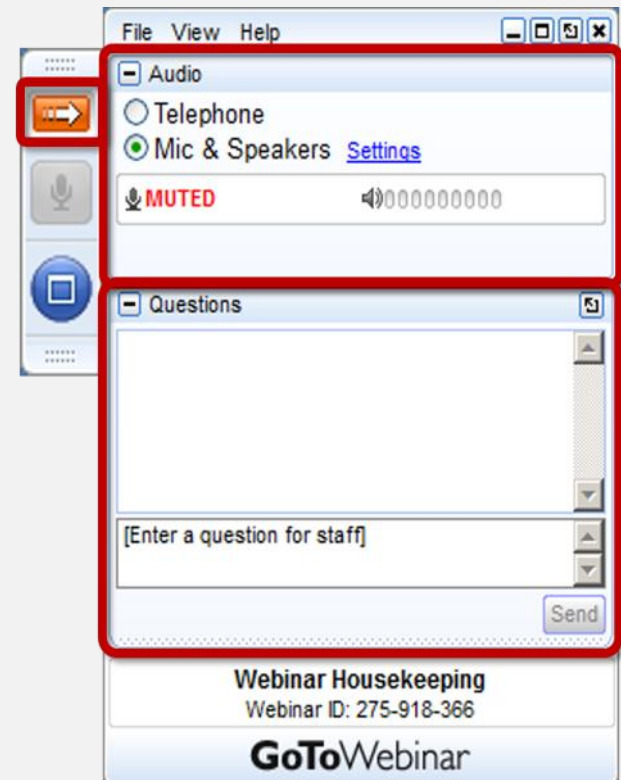 File View Help
Audio
Telephone
Mic & Speakers Settings
MUTED 000000000
Questions
[Enter a question for staff]
Send
Webinar Housekeeping
Webinar ID: 275-918-366
GoToWebinar